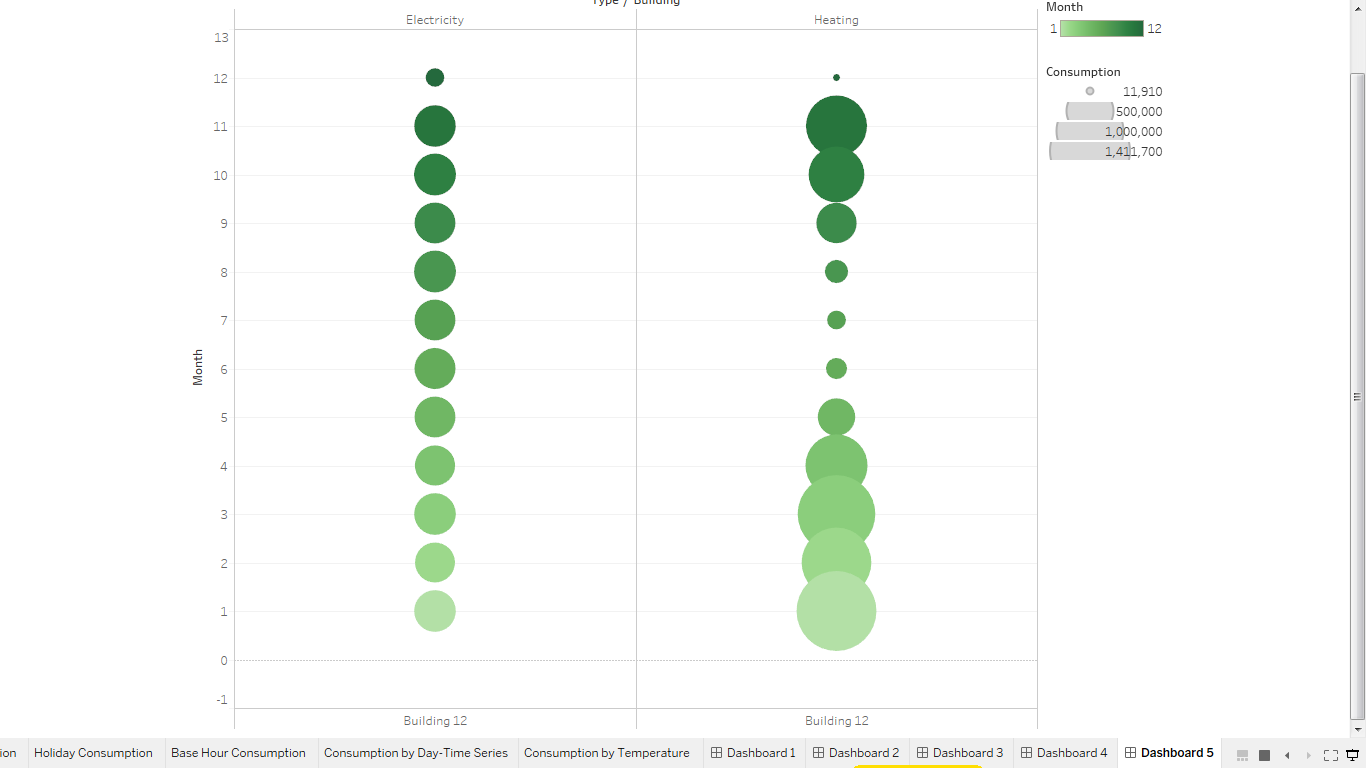 Type / Building
Electricity Heating
Month
1 12
Consumption
11,910
500,000
1,000,000
1,411,700
13
12
11
10
9
8
7
6
5
4
3
2
1
0
-1
Month
Building 12 Building 12
ion Holiday Consumption Base Hour Consumption Consumption by Day-Time Series Consumption by Temperature Dashboard 1 Dashboard 2 Dashboard 3 Dashboard 4 Dashboard 5